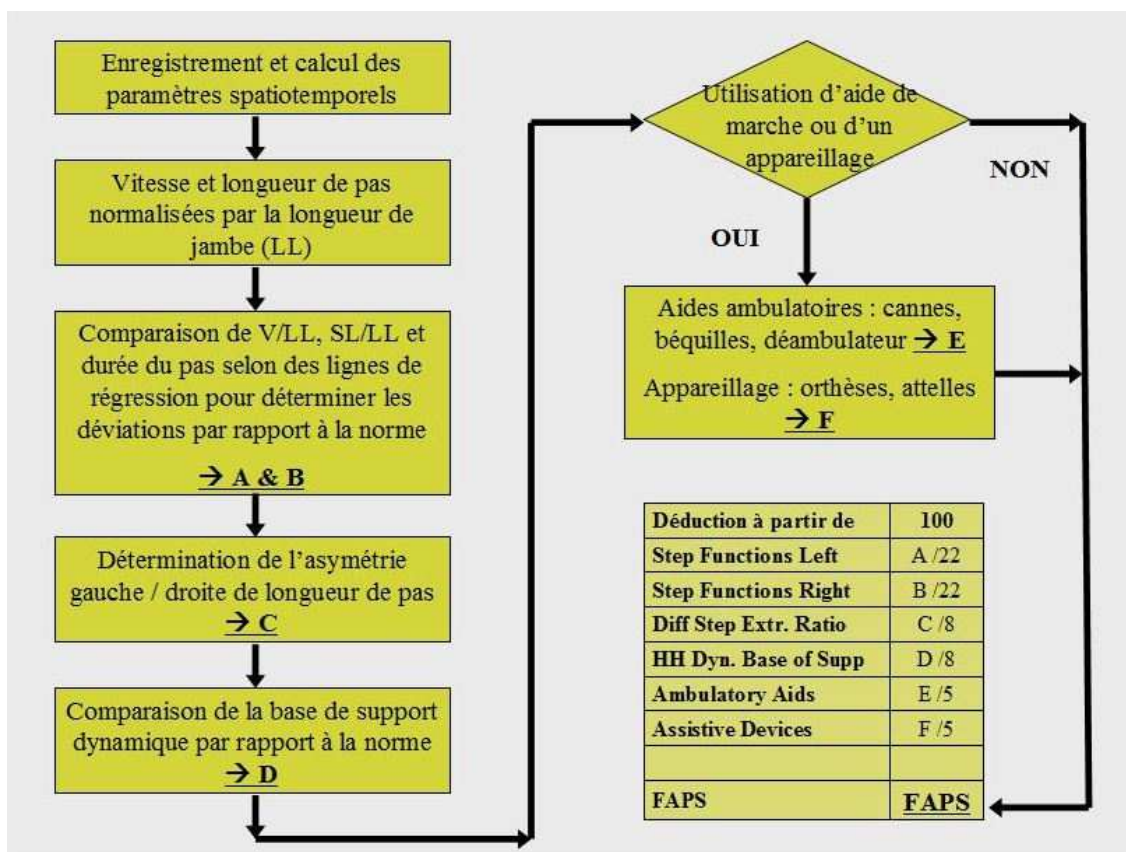 Enregistrement et calcul des
paramètres spatiotemporels
Vitesse et longueur de pas
normalisées par la longueur de
jambe (LL)
Comparaison de V/LL, SL/LL et
durée du pas selon des lignes de
régression pour déterminer les
déviations par rapport à la norme
→ A & B
Détermination de l'asymétrie
gauche / droite de longueur de pas
→ C
Comparaison de la base de support
dynamique par rapport à la norme
→ D
Utilisation d'aide de
marche ou d'un
appareillage
NON
OUI
Aides ambulatoires : cannes,
béquilles, déambulateur → E
Appareillage : orthèses, attelles
→ F
Déduction à partir de 100
Step Functions Left A /22
Step Functions Right B /22
Diff Step Extr. Ratio C /8
HH Dyn. Base of Supp D /8
Ambulatory Aids E /5
Assistive Devices F /5
FAPS FAPS